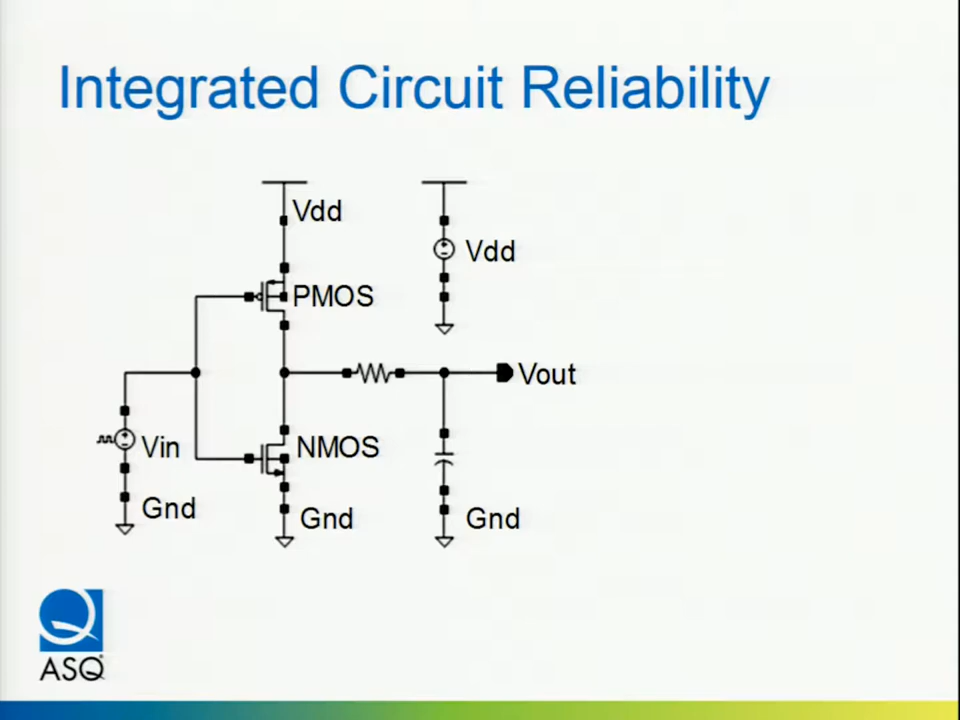 Integrated Circuit Reliability
Vdd
Vdd
PMOS
Vout
Vin
NMOS
Gnd
Gnd
Gnd
ASQ